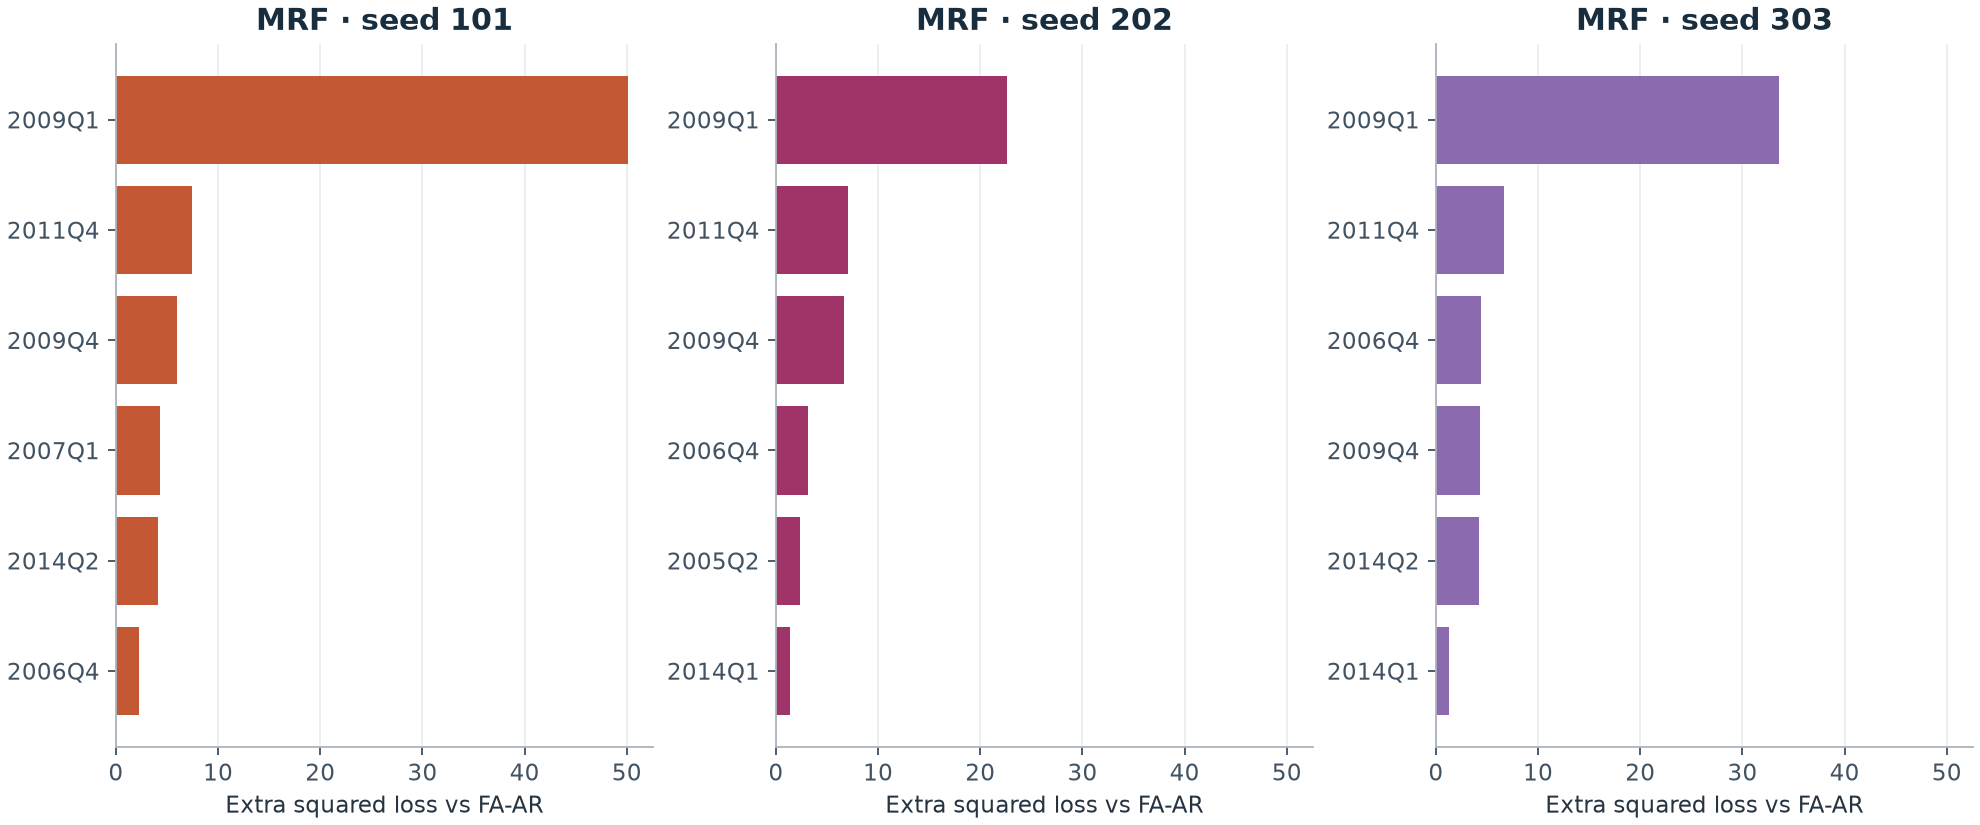 MRF · seed 101
2009Q1
2011Q4
2009Q4
2007Q1
2014Q2
2006Q4
0 10 20 30 40 50
Extra squared loss vs FA-AR
MRF · seed 202
2009Q1
2011Q4
2009Q4
2006Q4
2005Q2
2014Q1
0 10 20 30 40 50
Extra squared loss vs FA-AR
MRF · seed 303
2009Q1
2011Q4
2006Q4
2009Q4
2014Q2
2014Q1
0 10 20 30 40 50
Extra squared loss vs FA-AR